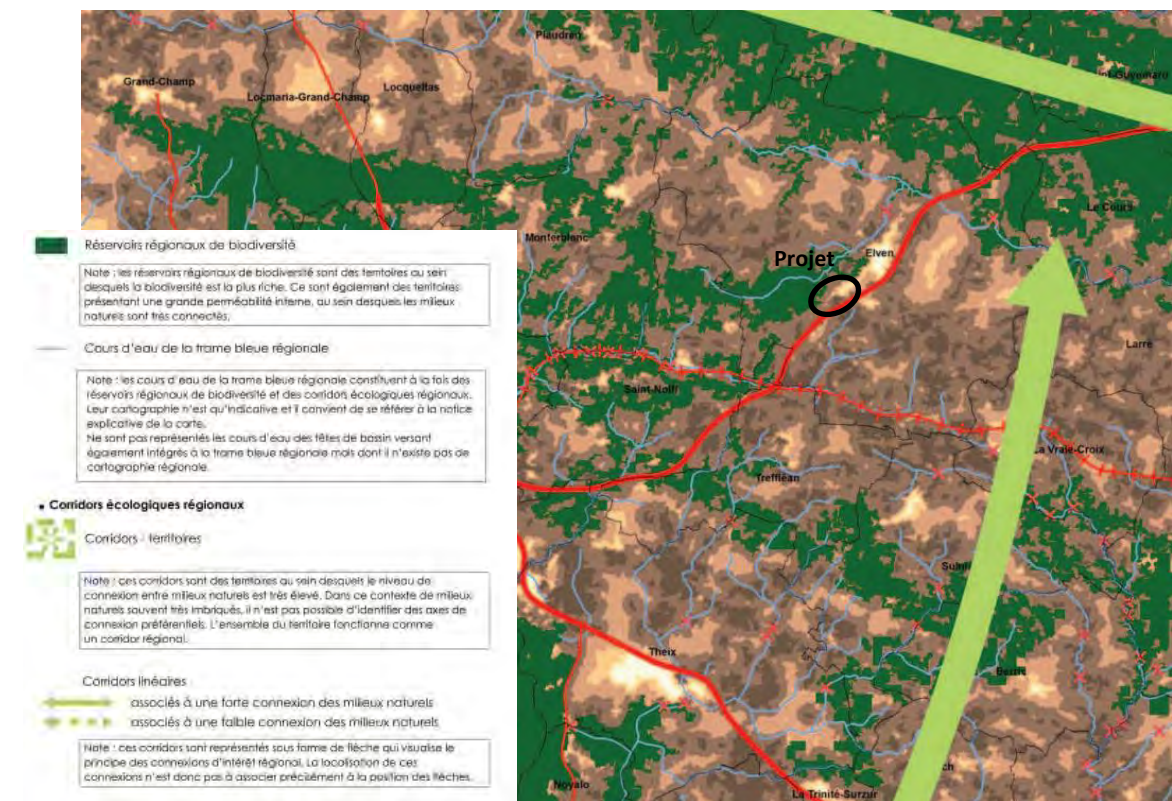 Plaudren
nt-Guyomard
Grand-Champ
Locmaria-Grand-Champ
Locqueltas
Le Cours
Monterblanc
Elven
Projet
Larré
Saint-Nolff
La Vraie-Croix
Treffléan
Sulniac
Theix
Berric
ch
Noyalo
La Trinité-Surzur
Réservoirs régionaux de biodiversité
Note : les réservoirs régionaux de biodiversité sont des territoires au sein
desquels la biodiversité est la plus riche. Ce sont également des territoires
présentant une grande perméabilité interne, au sein desquels les milieux
naturels sont très connectés.
Cours d'eau de la trame bleue régionale
Note : les cours d'eau de la trame bleue régionale constituent à la fois des
réservoirs régionaux de biodiversité et des corridors écologiques régionaux.
Leur cartographie n'est qu'indicative et il convient de se référer à la notice
explicative de la carte.
Ne sont pas représentés les cours d'eau des têtes de bassin versant
également intégrés à la trame bleue régionale mais dont il n'existe pas de
cartographie régionale.
• Corridors écologiques régionaux
Corridors - territoires
Note : ces corridors sont des territoires au sein desquels le niveau de
connexion entre milieux naturels est très élevé. Dans ce contexte de milieux
naturels souvent très imbriqués, il n'est pas possible d'identifier des axes de
connexion préférentiels. L'ensemble du territoire fonctionne comme
un corridor régional.
Corridors linéaires
associés à une forte connexion des milieux naturels
associés à une faible connexion des milieux naturels
Note : ces corridors sont représentés sous forme de flèche qui visualise le
principe des connexions d'intérêt régional. La localisation de ces
connexions n'est donc pas à associer précisément à la position des flèches.